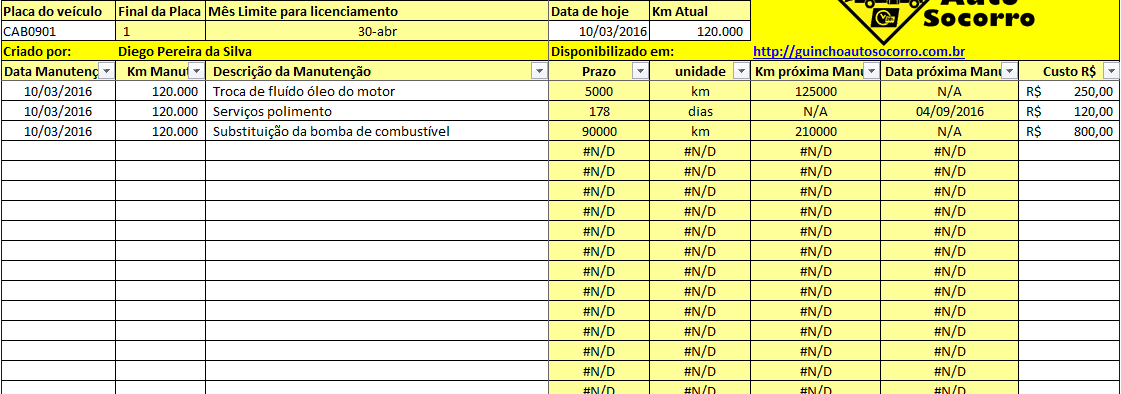 Placa do veículo Final da Placa Mês Limite para licenciamento Data de hoje Km Atual
Auto
Socorro
CAB0901 1 30-abr 10/03/2016 120.000
Criado por: Diego Pereira da Silva Disponibilizado em: http://guinchoautosocorro.com.br
Data Manutenç Km Manut Descrição da Manutenção Prazo unidade Km próxima Manu Data próxima Manu Custo R$
10/03/2016 120.000 Troca de fluído óleo do motor 5000 km 125000 N/A R$ 250,00
10/03/2016 120.000 Serviços polimento 178 dias N/A 04/09/2016 R$ 120,00
10/03/2016 120.000 Substituição da bomba de combustível 90000 km 210000 N/A R$ 800,00
#N/D #N/D #N/D #N/D
#N/D #N/D #N/D #N/D
#N/D #N/D #N/D #N/D
#N/D #N/D #N/D #N/D
#N/D #N/D #N/D #N/D
#N/D #N/D #N/D #N/D
#N/D #N/D #N/D #N/D
#N/D #N/D #N/D #N/D
#N/D #N/D #N/D #N/D
#N/D #N/D #N/D #N/D
#N/D #N/D #N/D #N/D
#N/D #N/D #N/D #N/D
#N/D #N/D #N/D #N/D